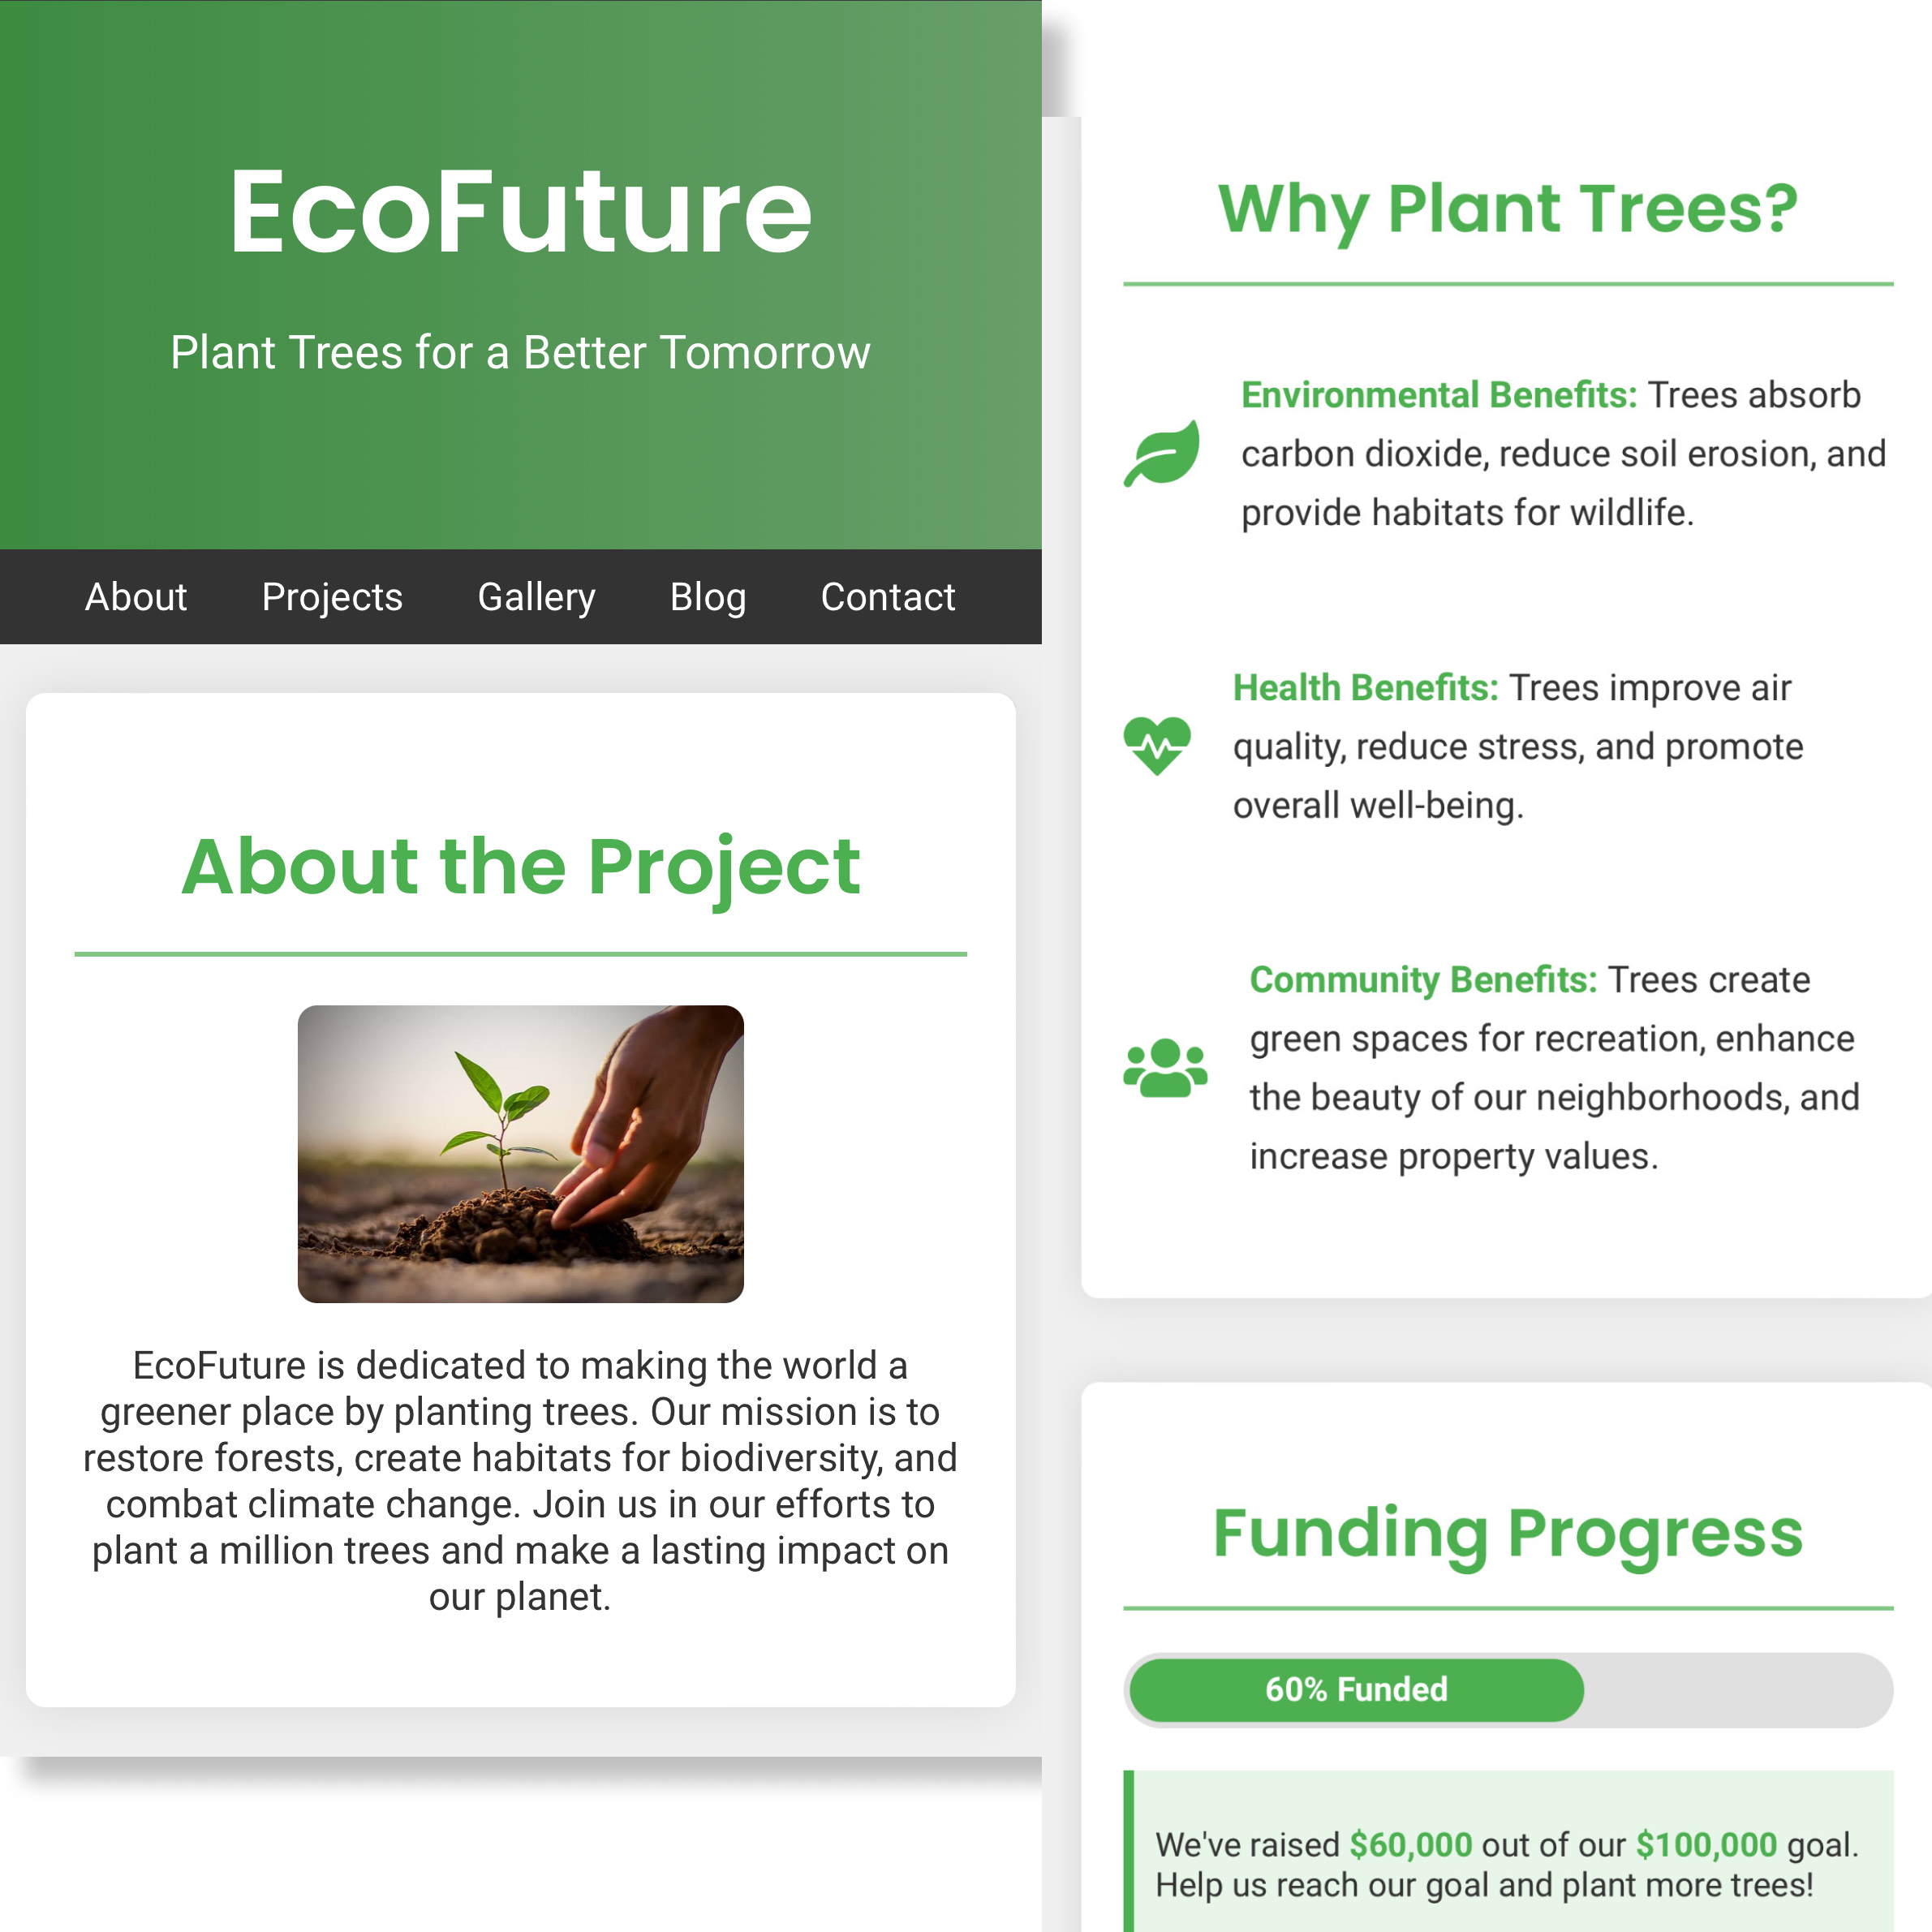 EcoFuture
Plant Trees for a Better Tomorrow
About Projects Gallery Blog Contact
About the Project
EcoFuture is dedicated to making the world a
greener place by planting trees. Our mission is to
restore forests, create habitats for biodiversity, and
combat climate change. Join us in our efforts to
plant a million trees and make a lasting impact on
our planet.
Why Plant Trees?
Environmental Benefits: Trees absorb
carbon dioxide, reduce soil erosion, and
provide habitats for wildlife.
Health Benefits: Trees improve air
quality, reduce stress, and promote
overall well-being.
Community Benefits: Trees create
green spaces for recreation, enhance
the beauty of our neighborhoods, and
increase property values.
Funding Progress
60% Funded
We've raised $60,000 out of our $100,000 goal.
Help us reach our goal and plant more trees!